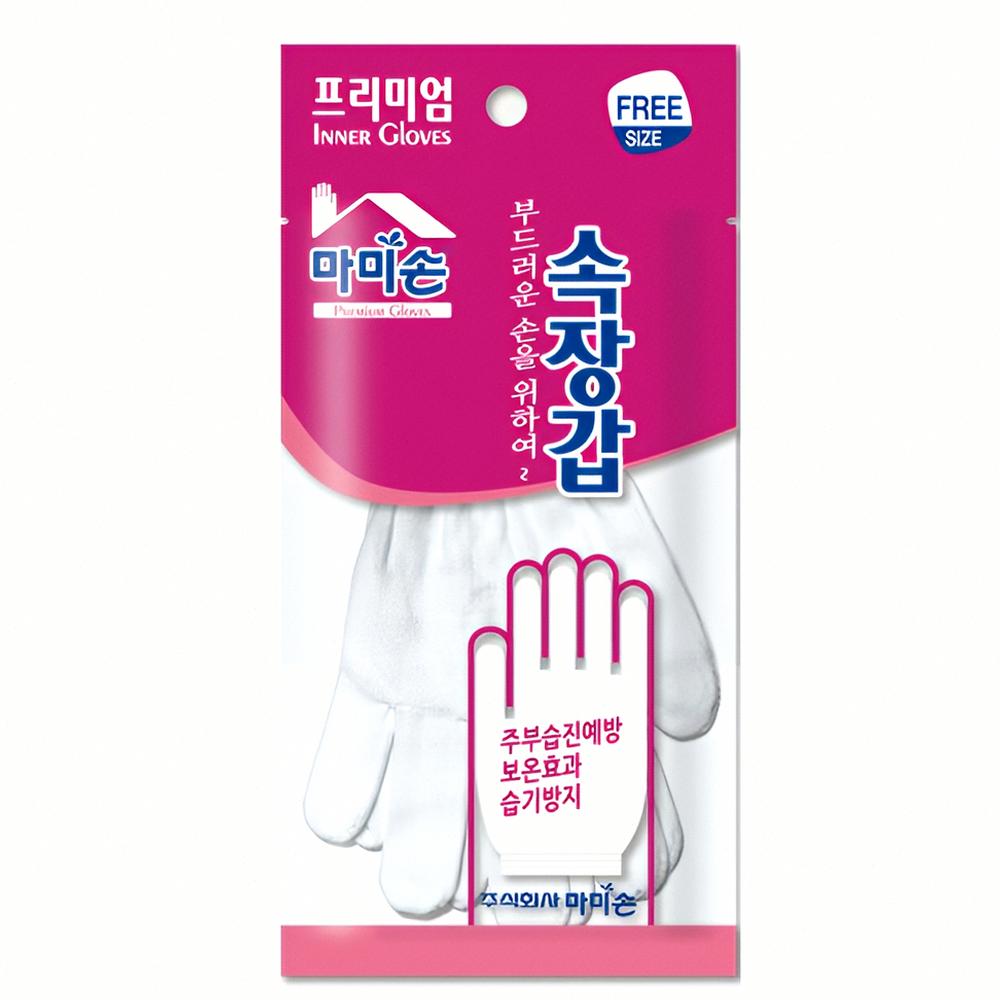 프리미엄
INNER GLOVES
FREE
SIZE
마미손
PREMIUM GLOVES
부드러운 손을 위하여~
속장갑
주부습진예방
보온효과
습기방지
주식회사 마미손